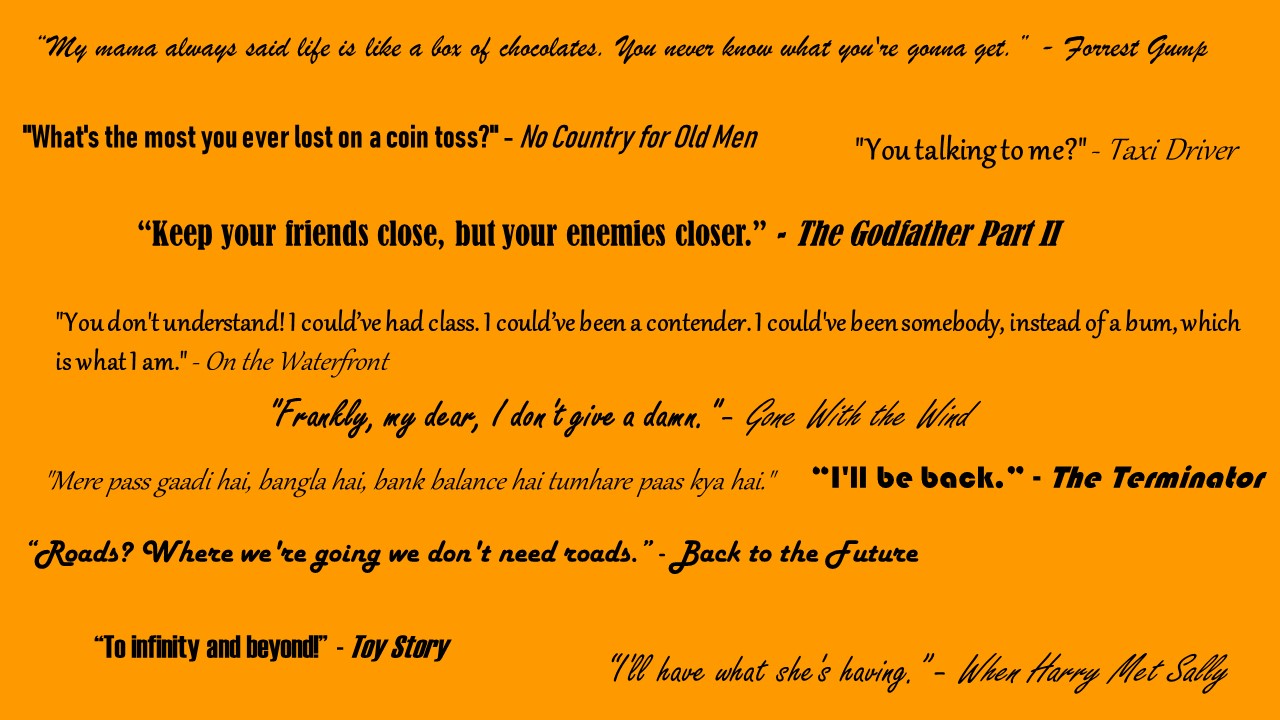 “My mama always said life is like a box of chocolates. You never know what you're gonna get." - Forrest Gump
"What's the most you ever lost on a coin toss?" - No Country for Old Men
"You talking to me?" - Taxi Driver
“Keep your friends close, but your enemies closer.” - The Godfather Part II
"You don't understand! I could’ve had class. I could’ve been a contender. I could've been somebody, instead of a bum, which
is what I am." - On the Waterfront
"Frankly, my dear, I don't give a damn."- Gone With the Wind
"Mere pass gaadi hai, bangla hai, bank balance hai tumhare paas kya hai."
“I'll be back.” - The Terminator
“Roads? Where we're going we don't need roads.” - Back to the Future
“To infinity and beyond!” - Toy Story
“I'll have what she's having.”- When Harry Met Sally